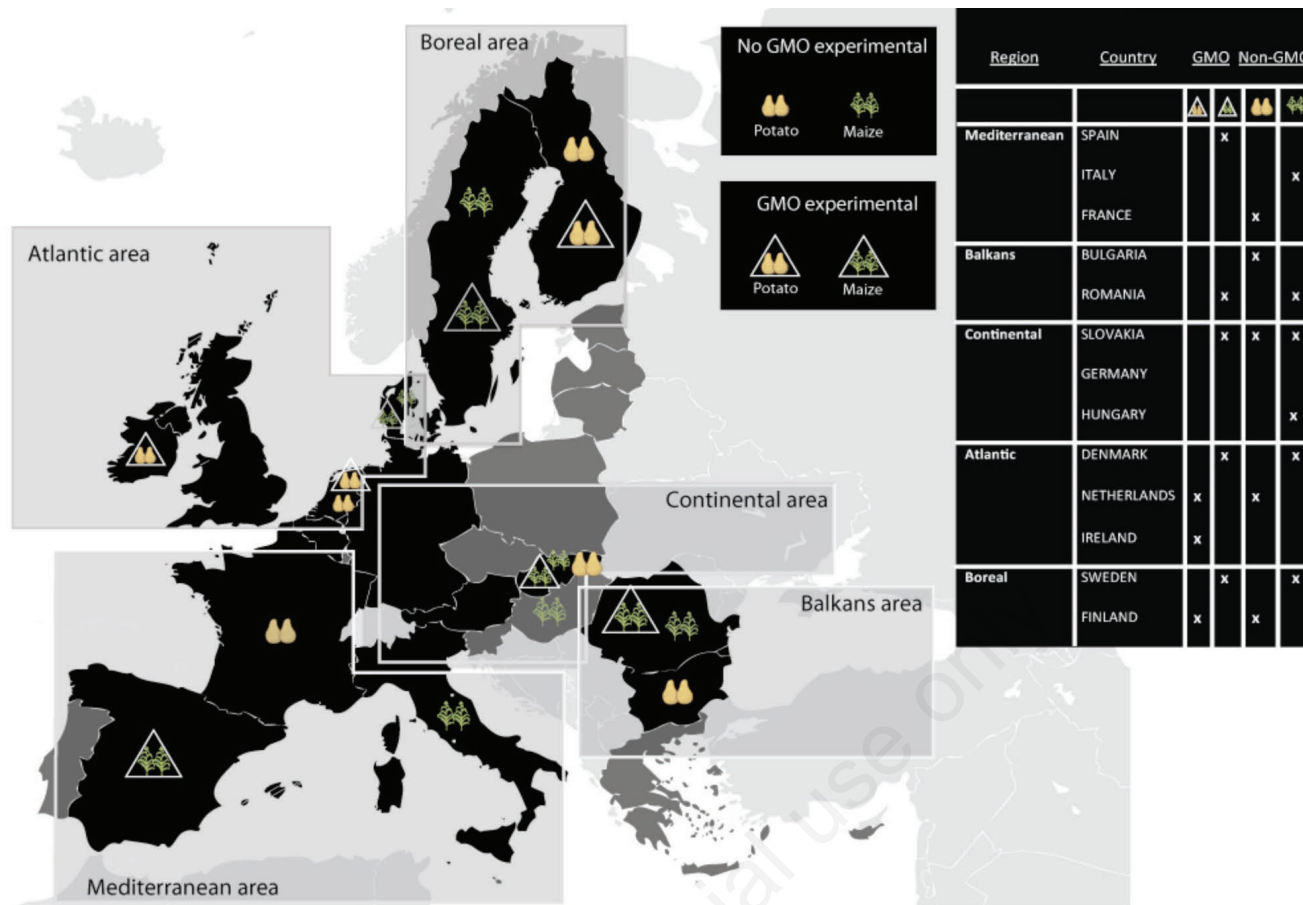 Boreal area
Atlantic area
Continental area
Balkans area
Mediterranean area
No GMO experimental
Potato Maize
GMO experimental
Potato Maize
Region Country GMO Non-GMO
Mediterranean SPAIN x
ITALY x
FRANCE x
Balkans BULGARIA x
ROMANIA x x
Continental SLOVAKIA x x x
GERMANY
HUNGARY x
Atlantic DENMARK x x
NETHERLANDS x x
IRELAND x
Boreal SWEDEN x x
FINLAND x x